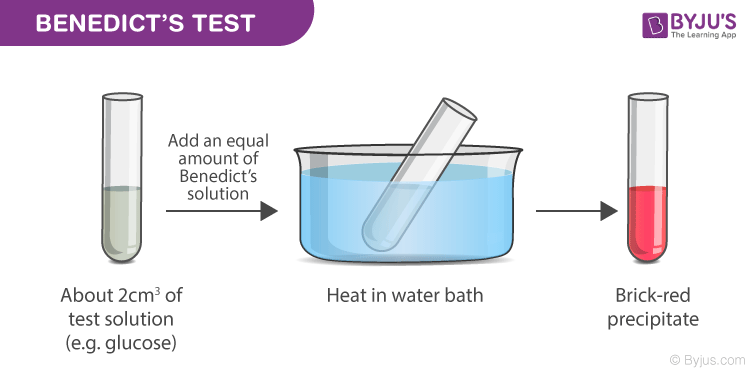 BENEDICT'S TEST
BYJU'S
The Learning App
Add an equal
amount of
Benedict's
solution
About 2cm³ of
test solution
(e.g. glucose)
Heat in water bath
Brick-red
precipitate
© Byjus.com